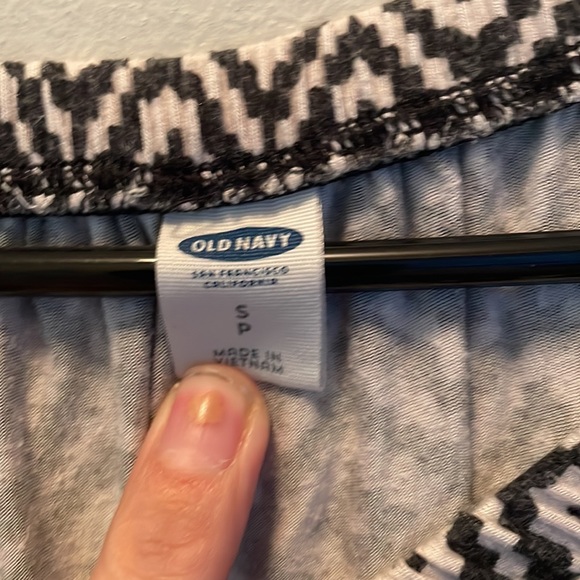 OLD NAVY
SAN FRANCISCO
CALIFORNIA
S
P
MADE IN
VIETNAM